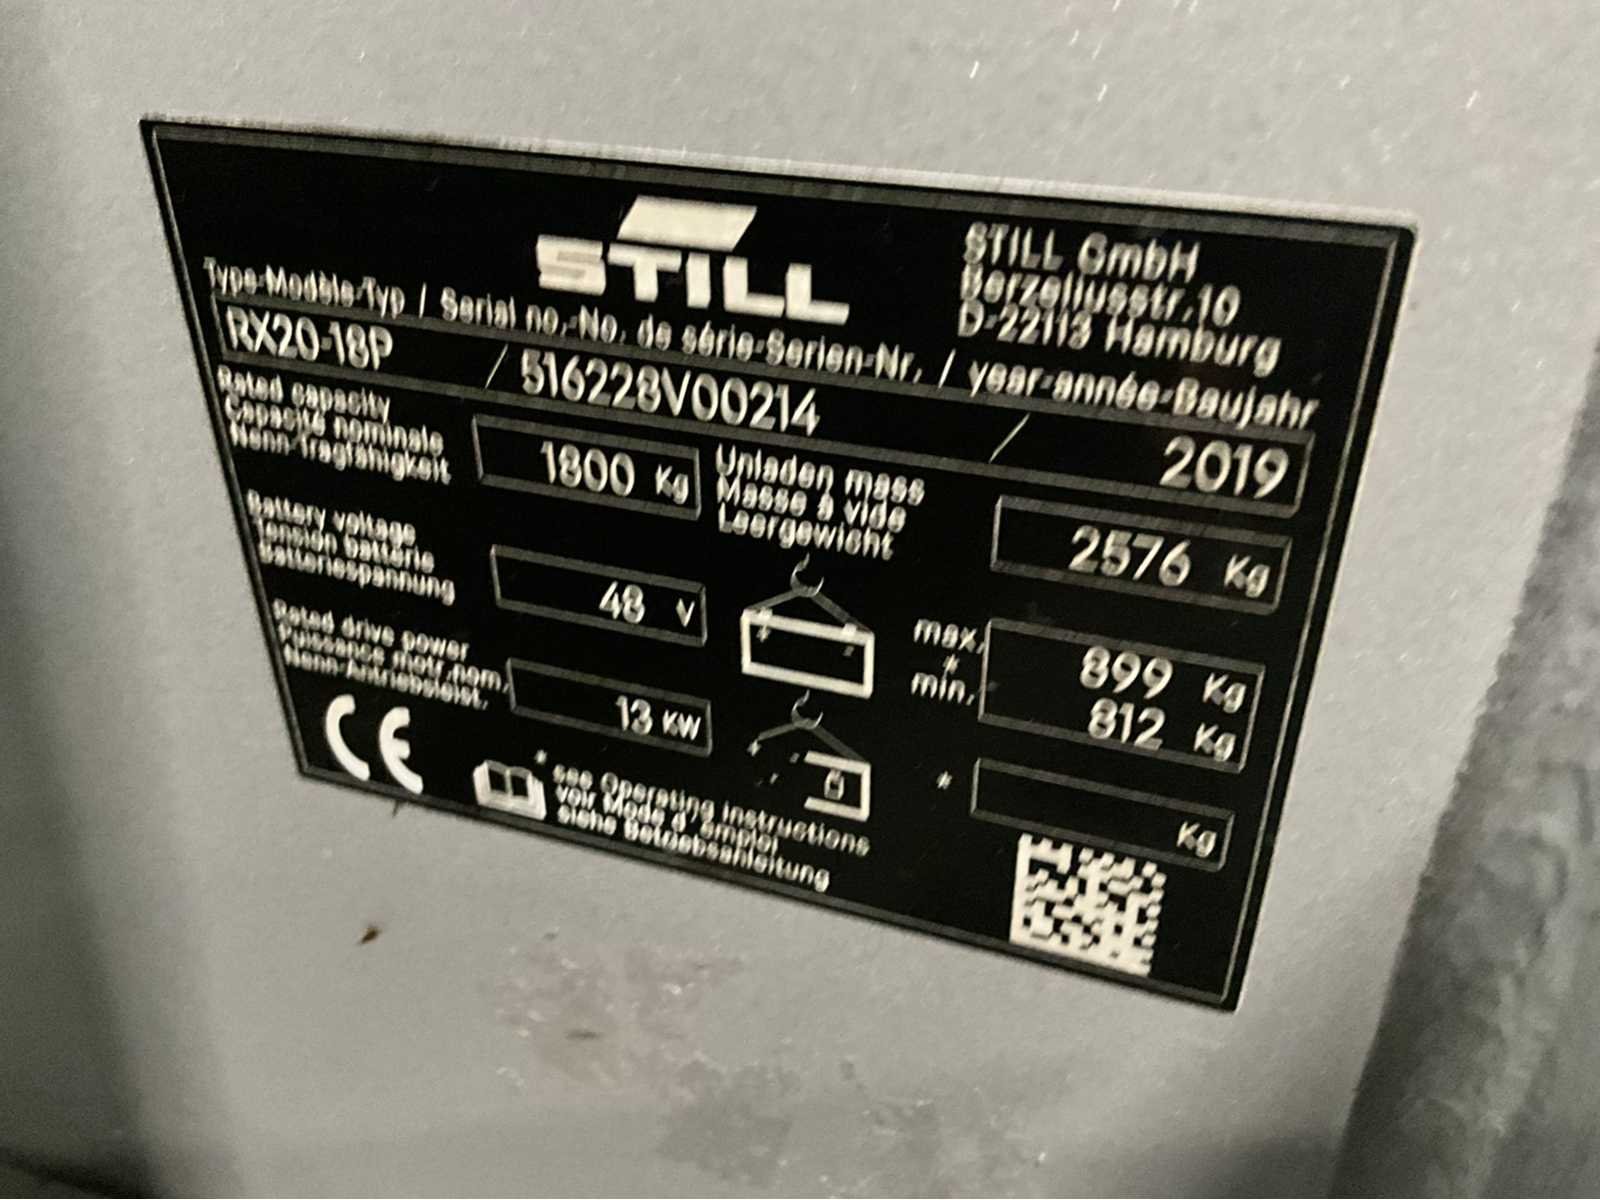 STILL
STILL GmbH
Berzeliusstr.10
D-22113 Hamburg
Type-Modèle-Typ / Serial no.-No. de série-Serien-Nr. / year-année-Baujahr
RX20-18P / 516228V00214 / 2019
Rated capacity
Capacité nominale
Nenn-Tragfähigkeit
1800 Kg
Unladen mass
Masse à vide
Leergewicht
2576 Kg
Battery voltage
Tension batterie
Batteriespannung
48 V
max. 899 Kg
*
min. 812 Kg
Rated drive power
Puissance motr.nom.
Nenn-Antriebsleist.
13 KW
* Kg
CE
* see Operating instructions
voir Mode d'emploi
siehe Betriebsanleitung